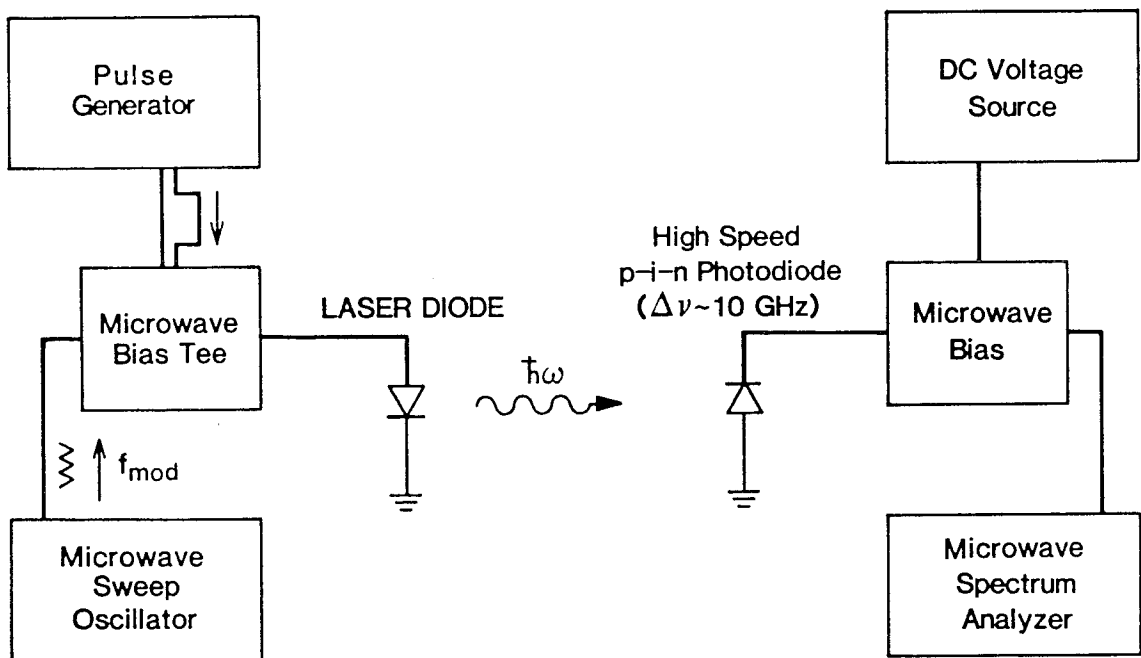 Pulse
Generator
DC Voltage
Source
High Speed
p-i-n Photodiode
(Δν~10 GHz)
LASER DIODE
Microwave
Bias Tee
Microwave
Bias
ħω
f_mod
Microwave
Sweep
Oscillator
Microwave
Spectrum
Analyzer